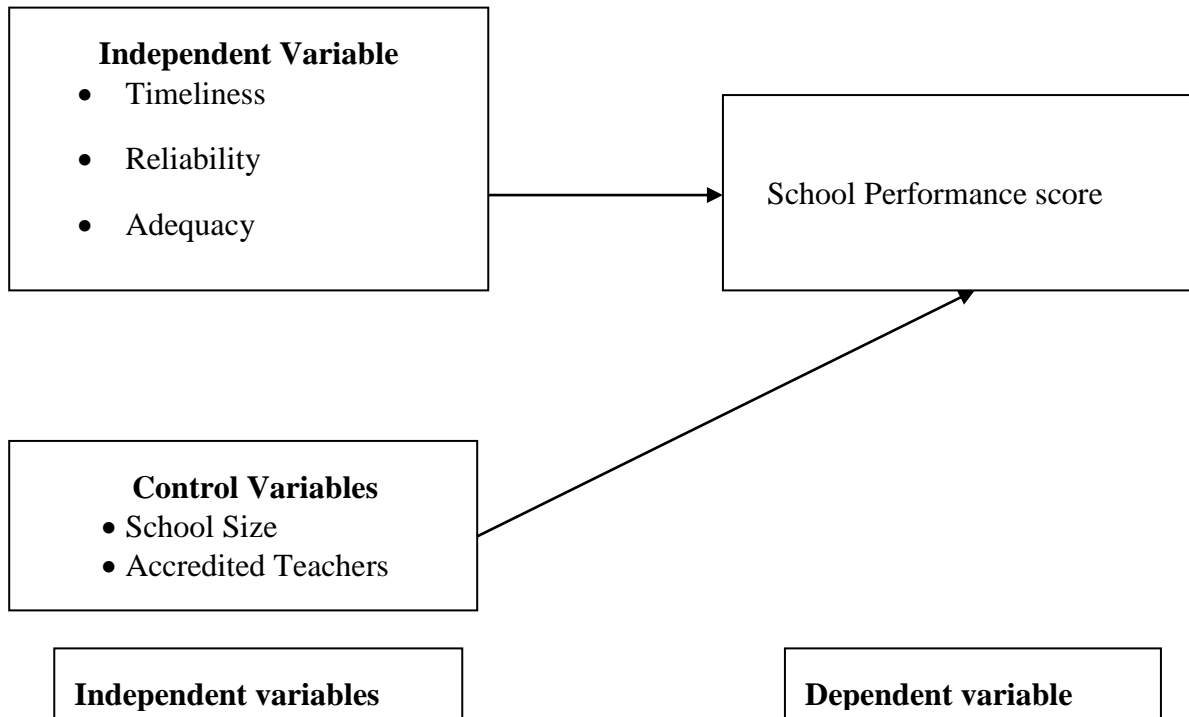 Independent Variable
• Timeliness
• Reliability
• Adequacy
School Performance score
Control Variables
• School Size
• Accredited Teachers
Independent variables
Dependent variable